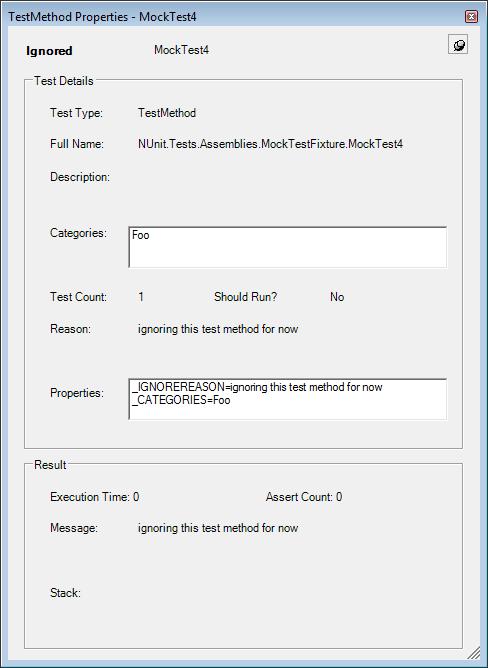 TestMethod Properties - MockTest4
Ignored MockTest4
Test Details
Test Type: TestMethod
Full Name: NUnit.Tests.Assemblies.MockTestFixture.MockTest4
Description:
Categories: Foo
Test Count: 1 Should Run? No
Reason: ignoring this test method for now
Properties: _IGNOREREASON=ignoring this test method for now
_CATEGORIES=Foo
Result
Execution Time: 0 Assert Count: 0
Message: ignoring this test method for now
Stack: